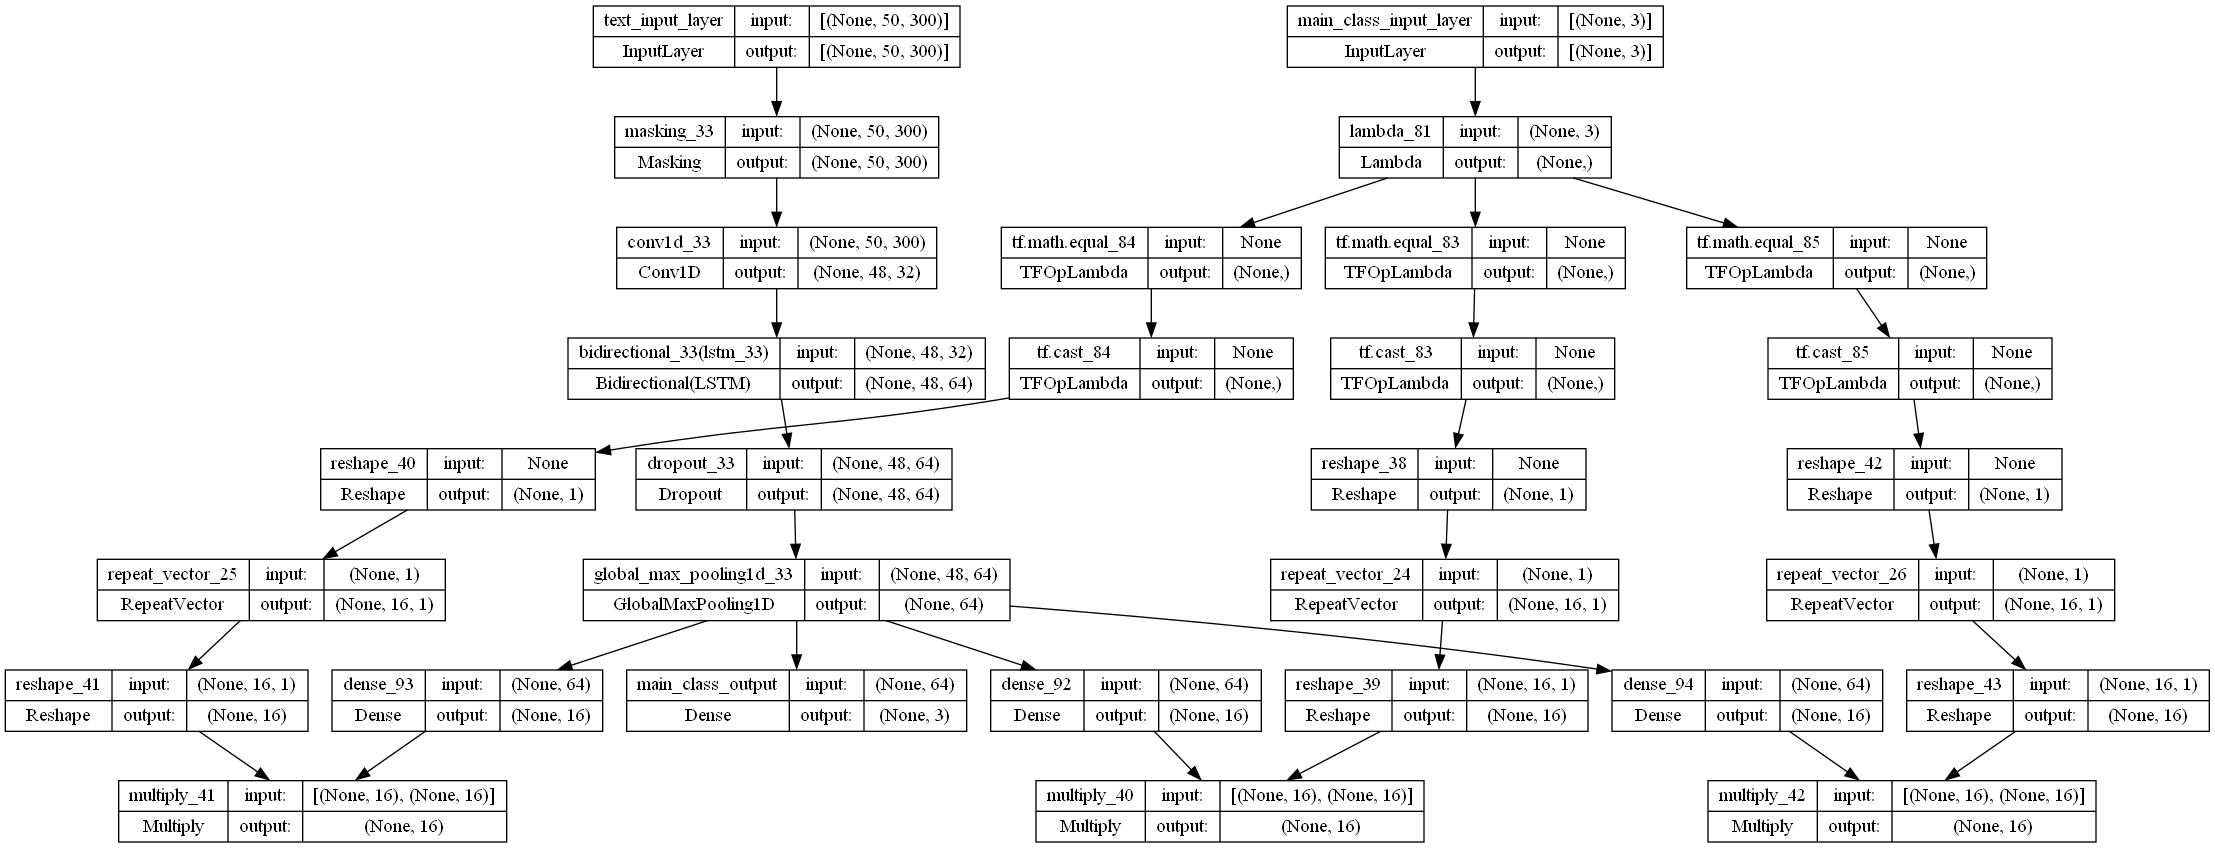 text_input_layer input: [(None, 50, 300)]
InputLayer output: [(None, 50, 300)]
main_class_input_layer input: [(None, 3)]
InputLayer output: [(None, 3)]
masking_33 input: (None, 50, 300)
Masking output: (None, 50, 300)
lambda_81 input: (None, 3)
Lambda output: (None,)
conv1d_33 input: (None, 50, 300)
Conv1D output: (None, 48, 32)
tf.math.equal_84 input: None
TFOpLambda output: (None,)
tf.math.equal_83 input: None
TFOpLambda output: (None,)
tf.math.equal_85 input: None
TFOpLambda output: (None,)
bidirectional_33(lstm_33) input: (None, 48, 32)
Bidirectional(LSTM) output: (None, 48, 64)
tf.cast_84 input: None
TFOpLambda output: (None,)
tf.cast_83 input: None
TFOpLambda output: (None,)
tf.cast_85 input: None
TFOpLambda output: (None,)
reshape_40 input: None
Reshape output: (None, 1)
dropout_33 input: (None, 48, 64)
Dropout output: (None, 48, 64)
reshape_38 input: None
Reshape output: (None, 1)
reshape_42 input: None
Reshape output: (None, 1)
repeat_vector_25 input: (None, 1)
RepeatVector output: (None, 16, 1)
global_max_pooling1d_33 input: (None, 48, 64)
GlobalMaxPooling1D output: (None, 64)
repeat_vector_24 input: (None, 1)
RepeatVector output: (None, 16, 1)
repeat_vector_26 input: (None, 1)
RepeatVector output: (None, 16, 1)
reshape_41 input: (None, 16, 1)
Reshape output: (None, 16)
dense_93 input: (None, 64)
Dense output: (None, 16)
main_class_output input: (None, 64)
Dense output: (None, 3)
dense_92 input: (None, 64)
Dense output: (None, 16)
reshape_39 input: (None, 16, 1)
Reshape output: (None, 16)
dense_94 input: (None, 64)
Dense output: (None, 16)
reshape_43 input: (None, 16, 1)
Reshape output: (None, 16)
multiply_41 input: [(None, 16), (None, 16)]
Multiply output: (None, 16)
multiply_40 input: [(None, 16), (None, 16)]
Multiply output: (None, 16)
multiply_42 input: [(None, 16), (None, 16)]
Multiply output: (None, 16)